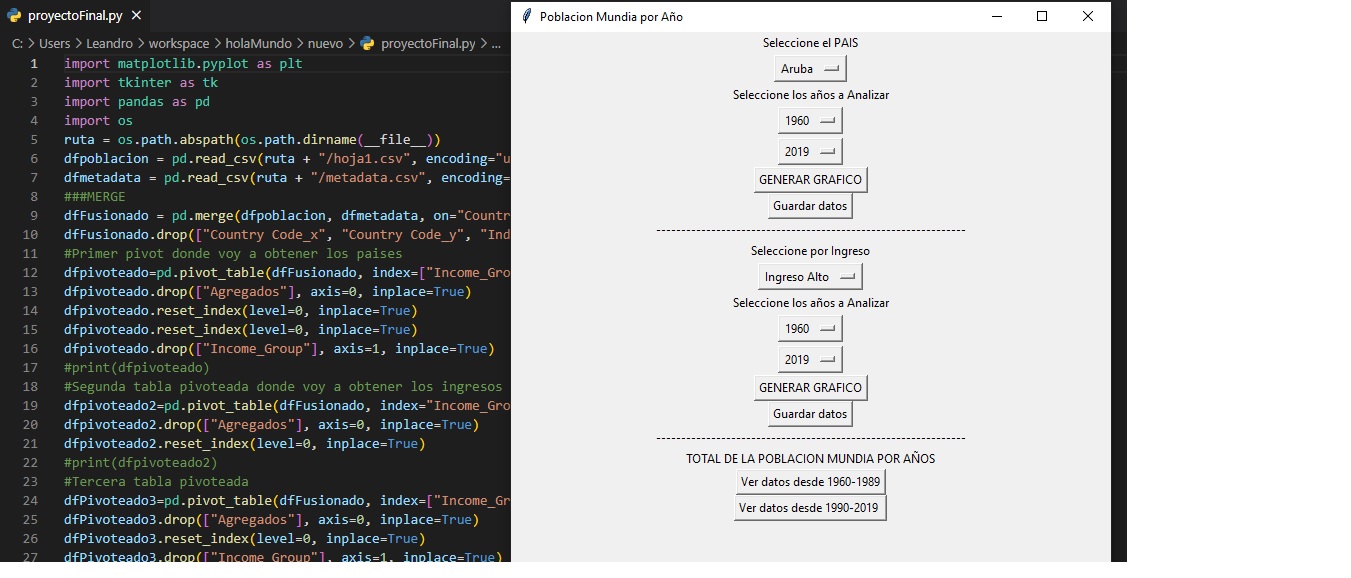 proyectoFinal.py
C: > Users > Leandro > workspace > holaMundo > nuevo > proyectoFinal.py > ...
1 import matplotlib.pyplot as plt
2 import tkinter as tk
3 import pandas as pd
4 import os
5 ruta = os.path.abspath(os.path.dirname(__file__))
6 dfpoblacion = pd.read_csv(ruta + "/hoja1.csv", encoding="u
7 dfmetadata = pd.read_csv(ruta + "/metadata.csv", encoding=
8 ###MERGE
9 dfFusionado = pd.merge(dfpoblacion, dfmetadata, on="Countr
10 dfFusionado.drop(["Country Code_x", "Country Code_y", "Ind
11 #Primer pivot donde voy a obtener los paises
12 dfpivoteado=pd.pivot_table(dfFusionado, index=["Income_Gro
13 dfpivoteado.drop(["Agregados"], axis=0, inplace=True)
14 dfpivoteado.reset_index(level=0, inplace=True)
15 dfpivoteado.reset_index(level=0, inplace=True)
16 dfpivoteado.drop(["Income_Group"], axis=1, inplace=True)
17 #print(dfpivoteado)
18 #Segunda tabla pivoteada donde voy a obtener los ingresos
19 dfpivoteado2=pd.pivot_table(dfFusionado, index="Income_Gro
20 dfpivoteado2.drop(["Agregados"], axis=0, inplace=True)
21 dfpivoteado2.reset_index(level=0, inplace=True)
22 #print(dfpivoteado2)
23 #Tercera tabla pivoteada
24 dfPivoteado3=pd.pivot_table(dfFusionado, index=["Income_Gr
25 dfPivoteado3.drop(["Agregados"], axis=0, inplace=True)
26 dfPivoteado3.reset_index(level=0, inplace=True)
27 dfPivoteado3.drop(["Income_Group"], axis=1, inplace=True)
Poblacion Mundia por Año
Seleccione el PAIS
Aruba
Seleccione los años a Analizar
1960
2019
GENERAR GRAFICO
Guardar datos
Seleccione por Ingreso
Ingreso Alto
Seleccione los años a Analizar
1960
2019
GENERAR GRAFICO
Guardar datos
TOTAL DE LA POBLACION MUNDIA POR AÑOS
Ver datos desde 1960-1989
Ver datos desde 1990-2019